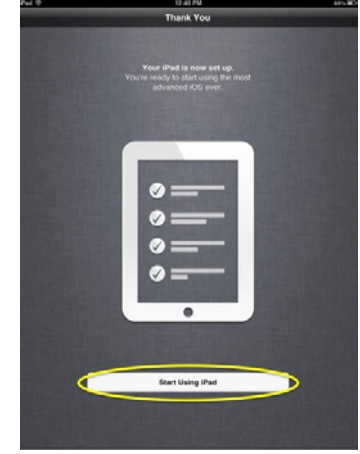 iPad 12:40 PM
Thank You
Your iPad is now set up.
You're ready to start using the most
advanced iOS ever.
Start Using iPad